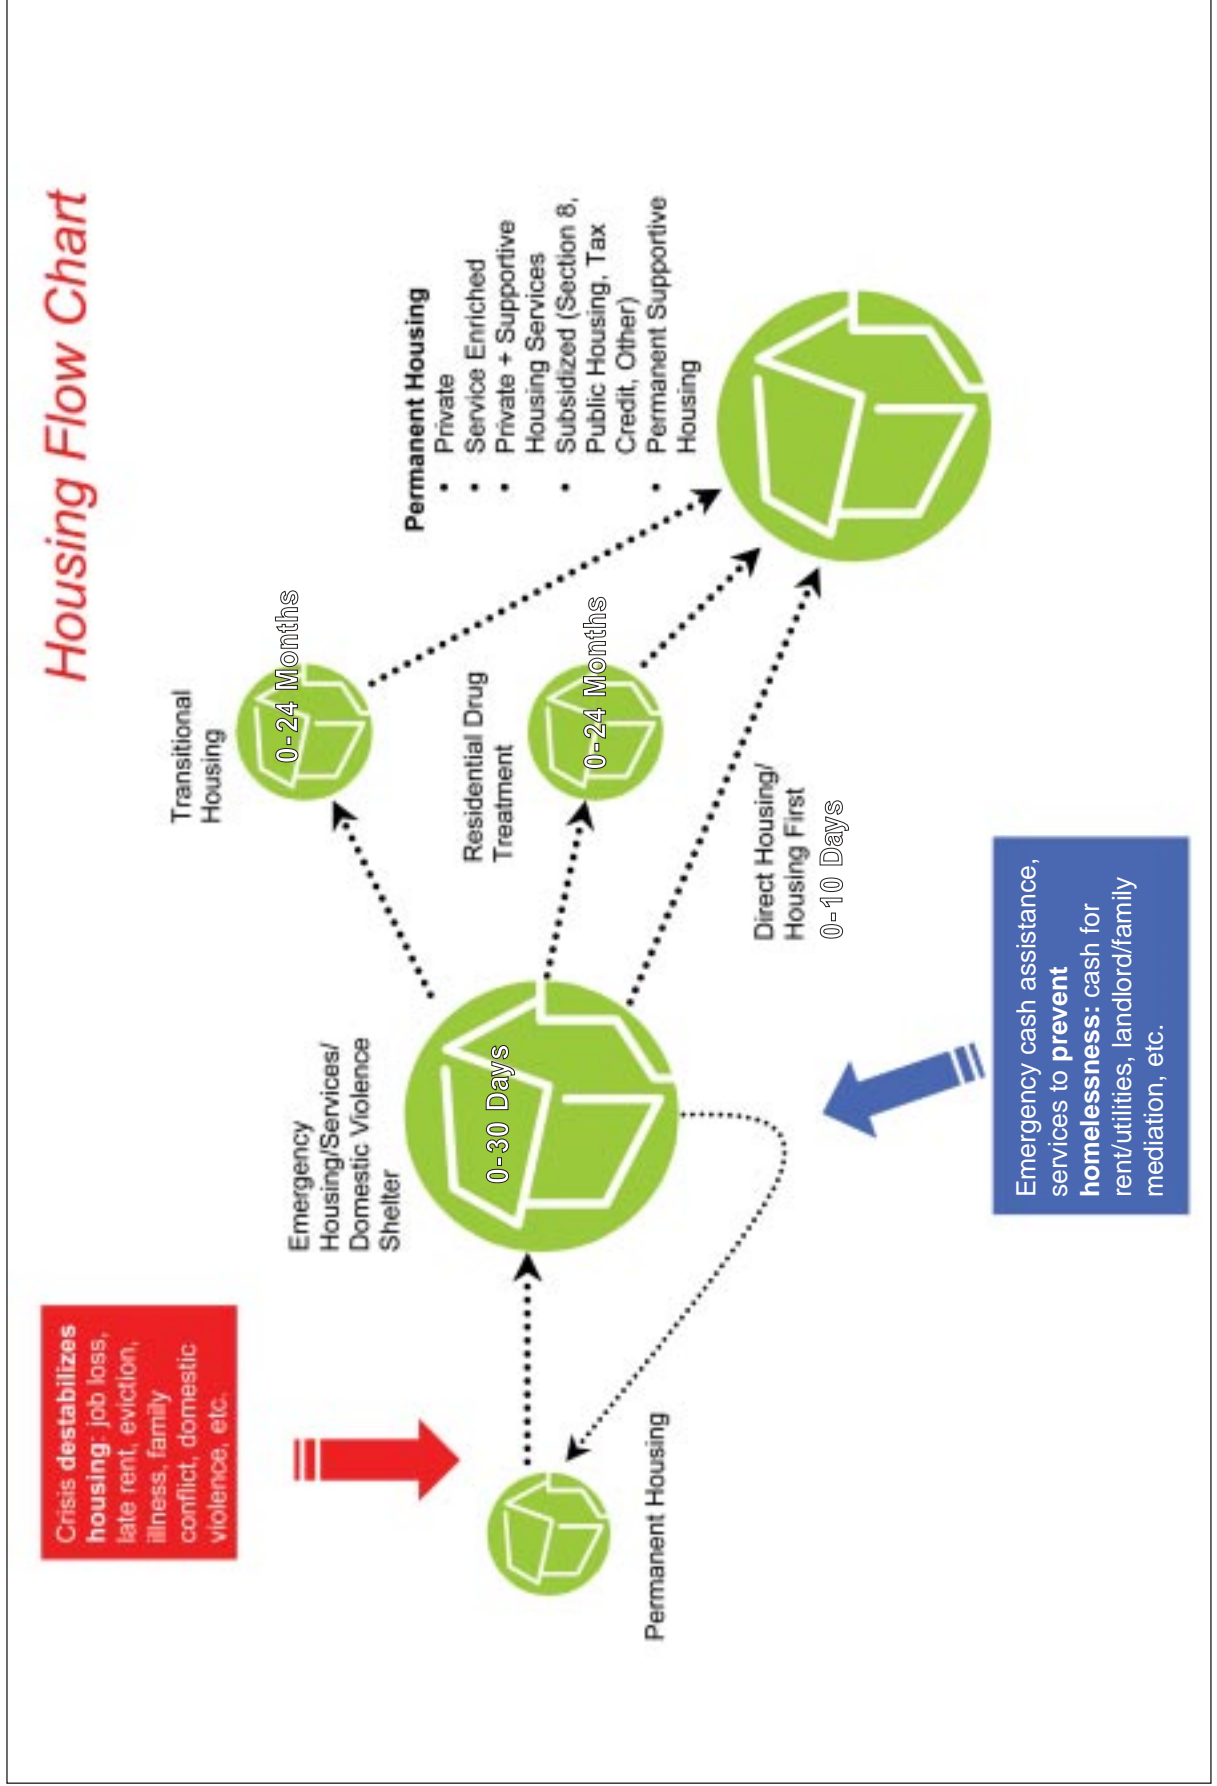 Housing Flow Chart
Crisis destabilizes
housing: job loss,
late rent, eviction,
illness, family
conflict, domestic
violence, etc.
Permanent Housing
Emergency
Housing/Services/
Domestic Violence
Shelter
0-30 Days
Transitional
Housing
0-24 Months
Residential Drug
Treatment
0-24 Months
Direct Housing/
Housing First
0-10 Days
Permanent Housing
• Private
• Service Enriched
• Private + Supportive
Housing Services
• Subsidized (Section 8,
Public Housing, Tax
Credit, Other)
• Permanent Supportive
Housing
Emergency cash assistance,
services to prevent
homelessness: cash for
rent/utilities, landlord/family
mediation, etc.